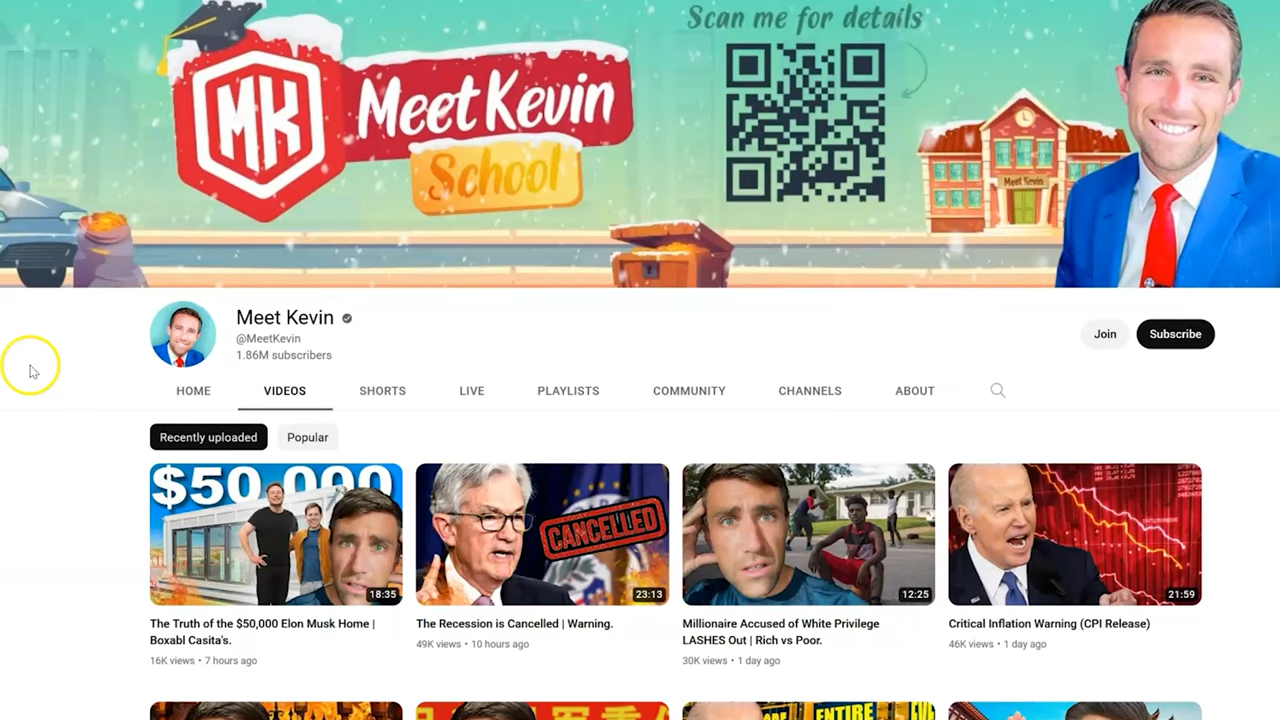 Scan me for details
MK
Meet Kevin
School
Meet Kevin
Meet Kevin
@MeetKevin
1.86M subscribers
Join
Subscribe
HOME
VIDEOS
SHORTS
LIVE
PLAYLISTS
COMMUNITY
CHANNELS
ABOUT
Recently uploaded
Popular
$50,000
18:35
CANCELLED
23:13
12:25
21:59
The Truth of the $50,000 Elon Musk Home |
Boxabl Casita's.
16K views • 7 hours ago
The Recession is Cancelled | Warning.
49K views • 10 hours ago
Millionaire Accused of White Privilege
LASHES Out | Rich vs Poor.
30K views • 1 day ago
Critical Inflation Warning (CPI Release)
46K views • 1 day ago
ENTIRE